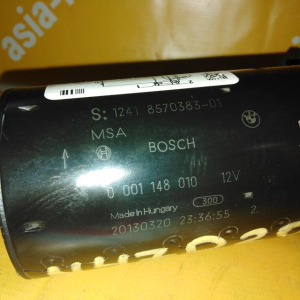 asia-
S: 1241 8570383-01
MSA
BOSCH
0 001 148 010 12V
Made in Hungary 300
20130320 23:36:55 2